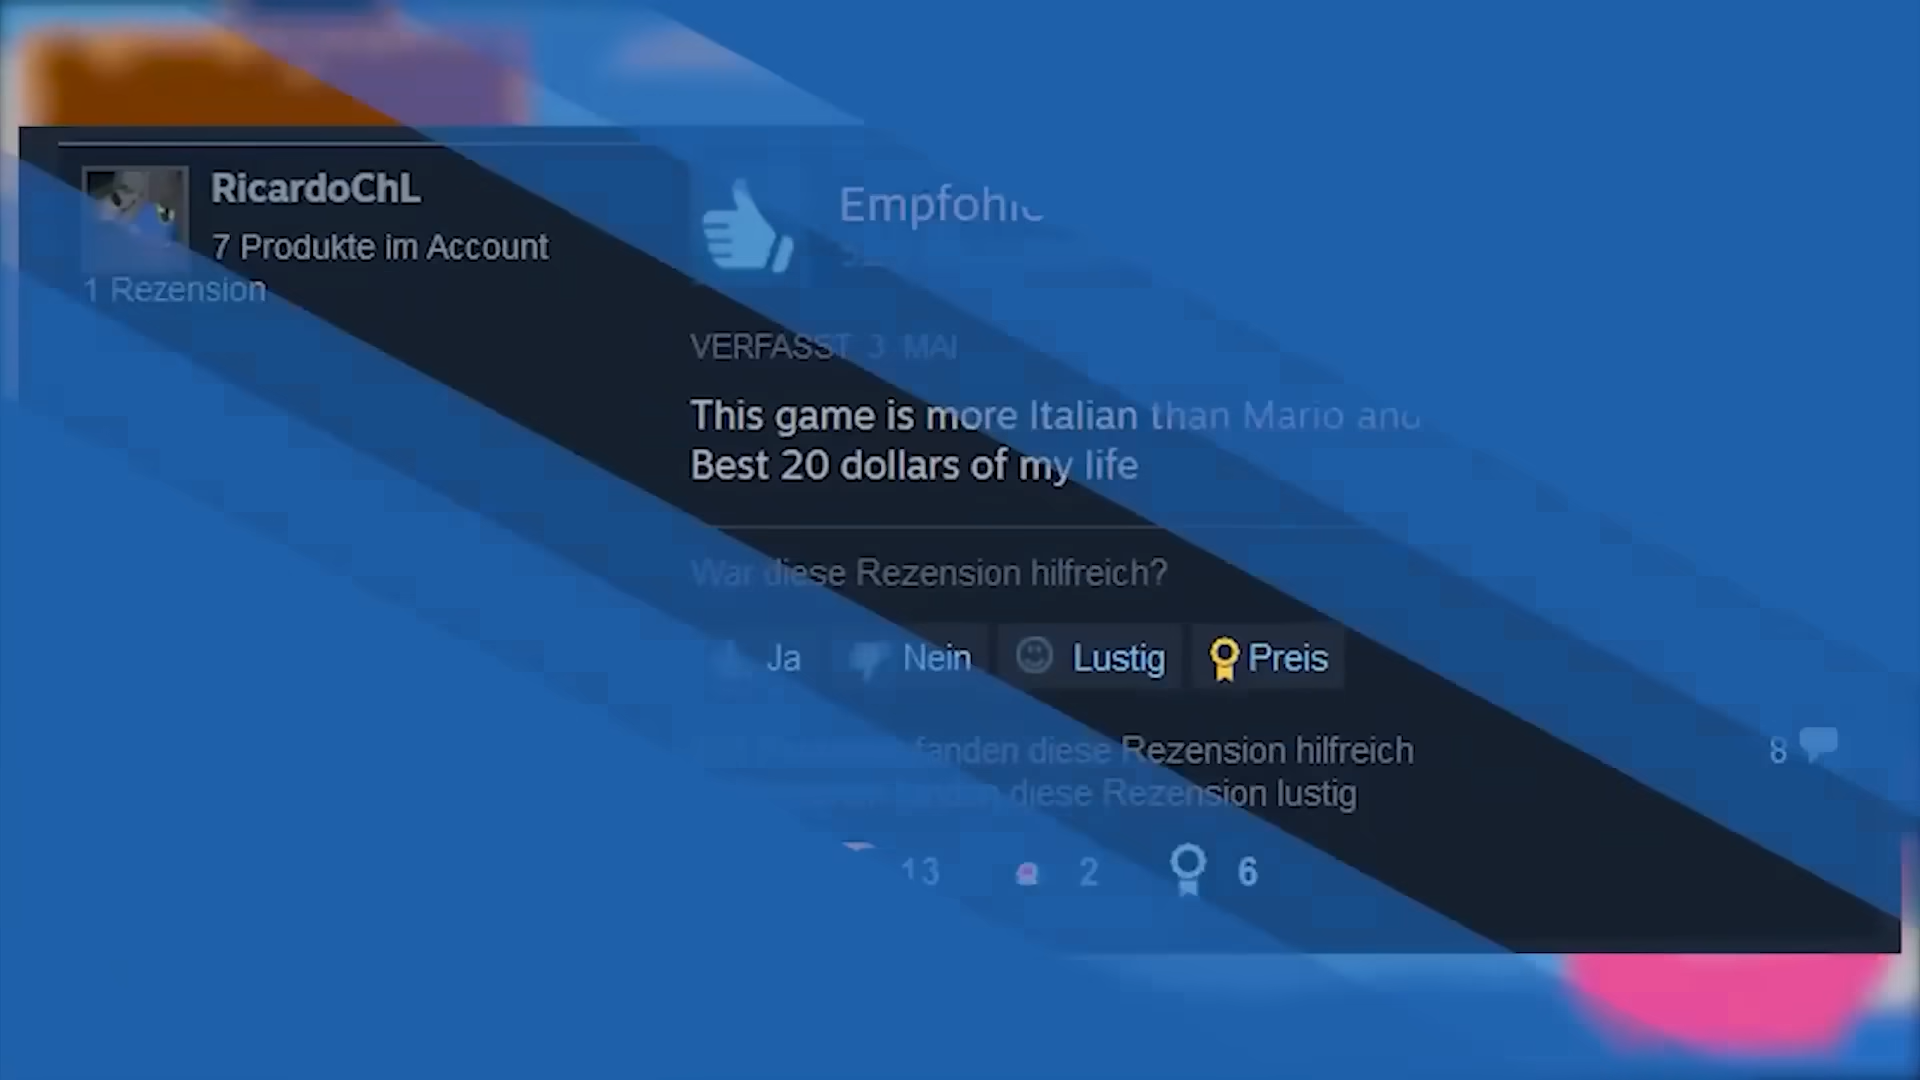 RicardoChL
7 Produkte im Account
1 Rezension
VERFASST 3 MAI
This game is more Italian than Mario and
Best 20 dollars of my life
War diese Rezension hilfreich?
Ja
Nein
Lustig
Preis
fanden diese Rezension hilfreich
fanden diese Rezension lustig
8
13
2
6